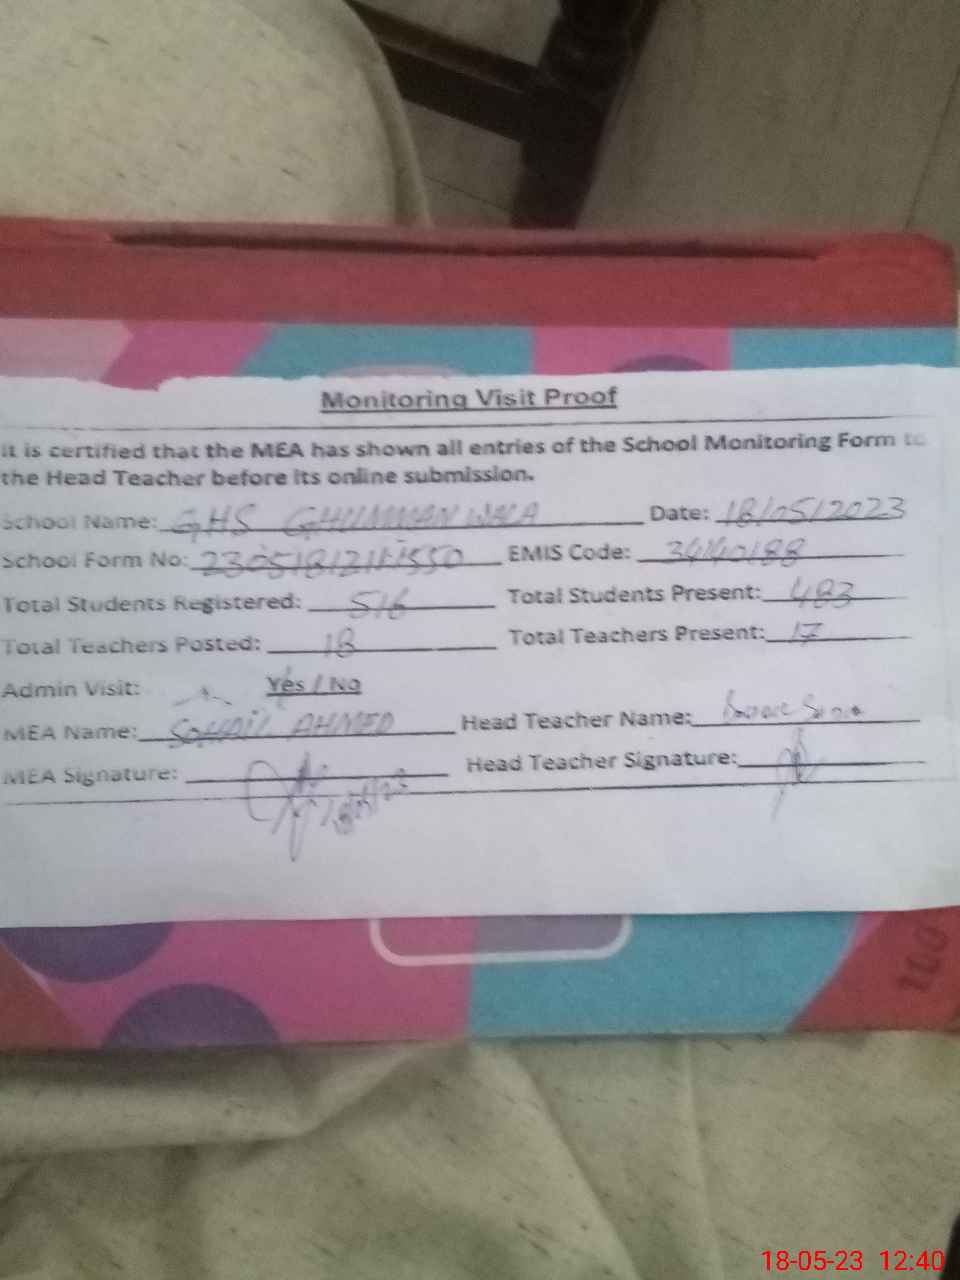 Monitoring Visit Proof
It is certified that the MEA has shown all entries of the School Monitoring Form to
the Head Teacher before its online submission.
School Name: GHS GHUMMAN WALA Date: 18/05/2023
School Form No: EMIS Code: 34140188
Total Students Registered: 516 Total Students Present: 483
Total Teachers Posted: 18 Total Teachers Present: 17
Admin Visit: Yes / No
MEA Name: SOHAIL AHMED Head Teacher Name:
MEA Signature: Head Teacher Signature:
18-05-23 12:40